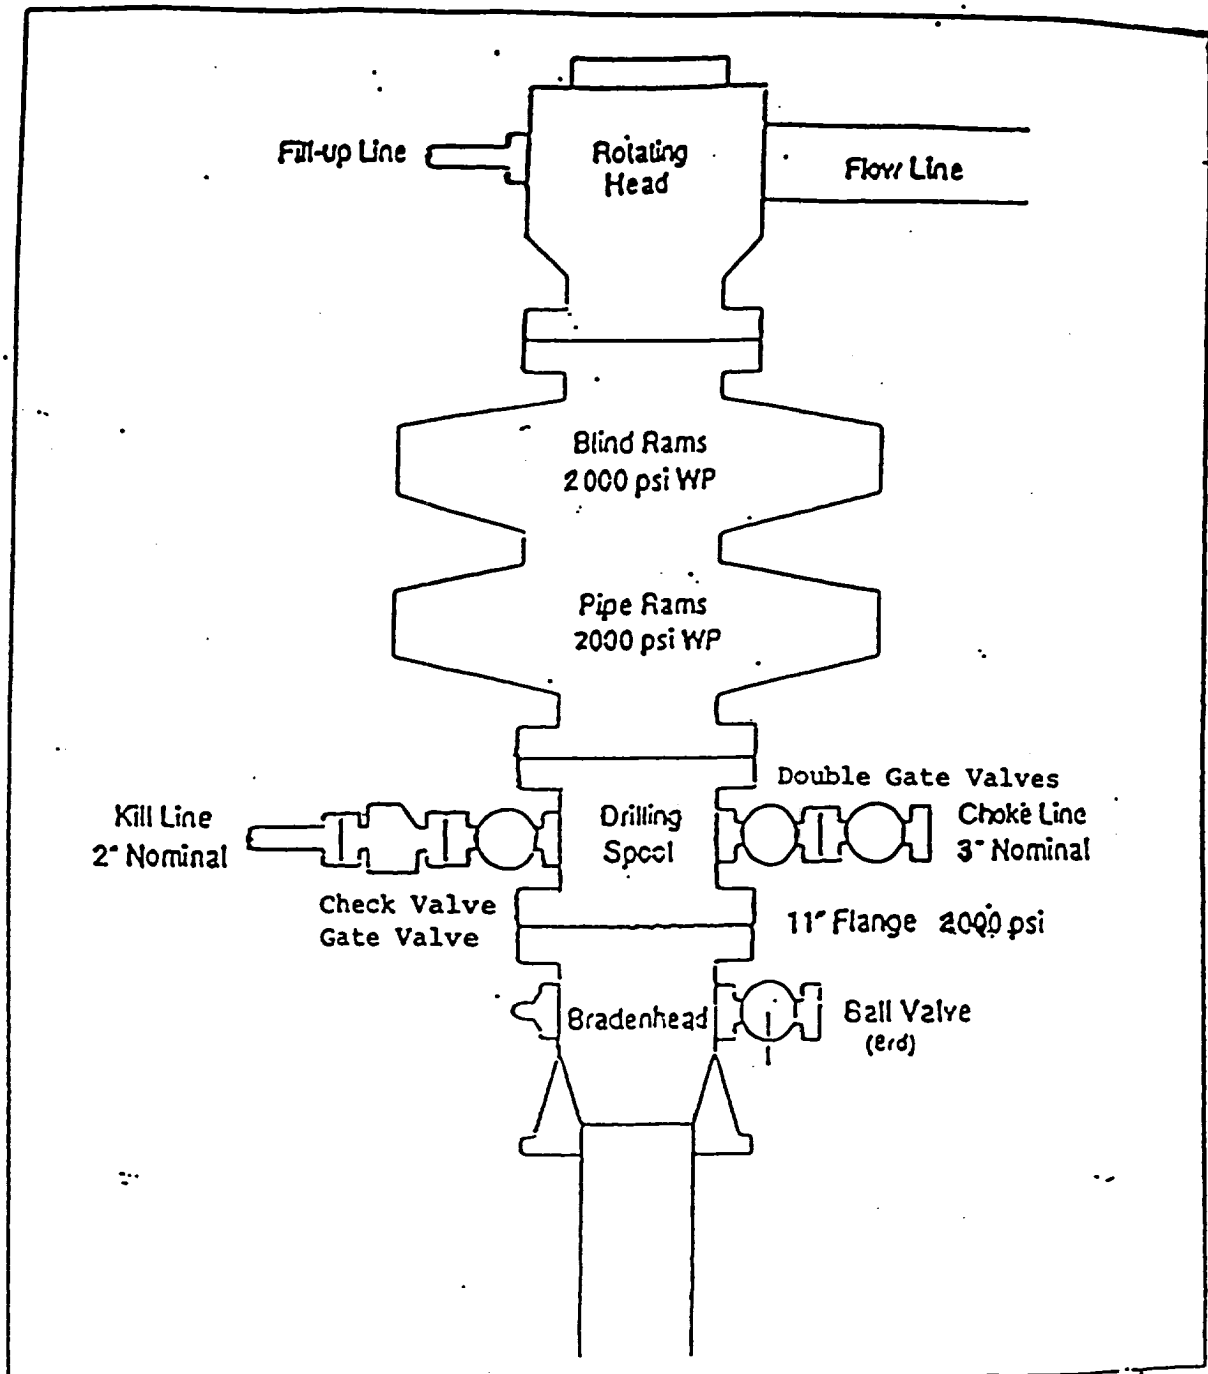 Fill-up Line
Rotating
Head
Flow Line
Blind Rams
2000 psi WP
Pipe Rams
2000 psi WP
Double Gate Valves
Kill Line
2" Nominal
Drilling
Spool
Choke Line
3" Nominal
Check Valve
Gate Valve
11" Flange 2000 psi
Bradenhead
Ball Valve